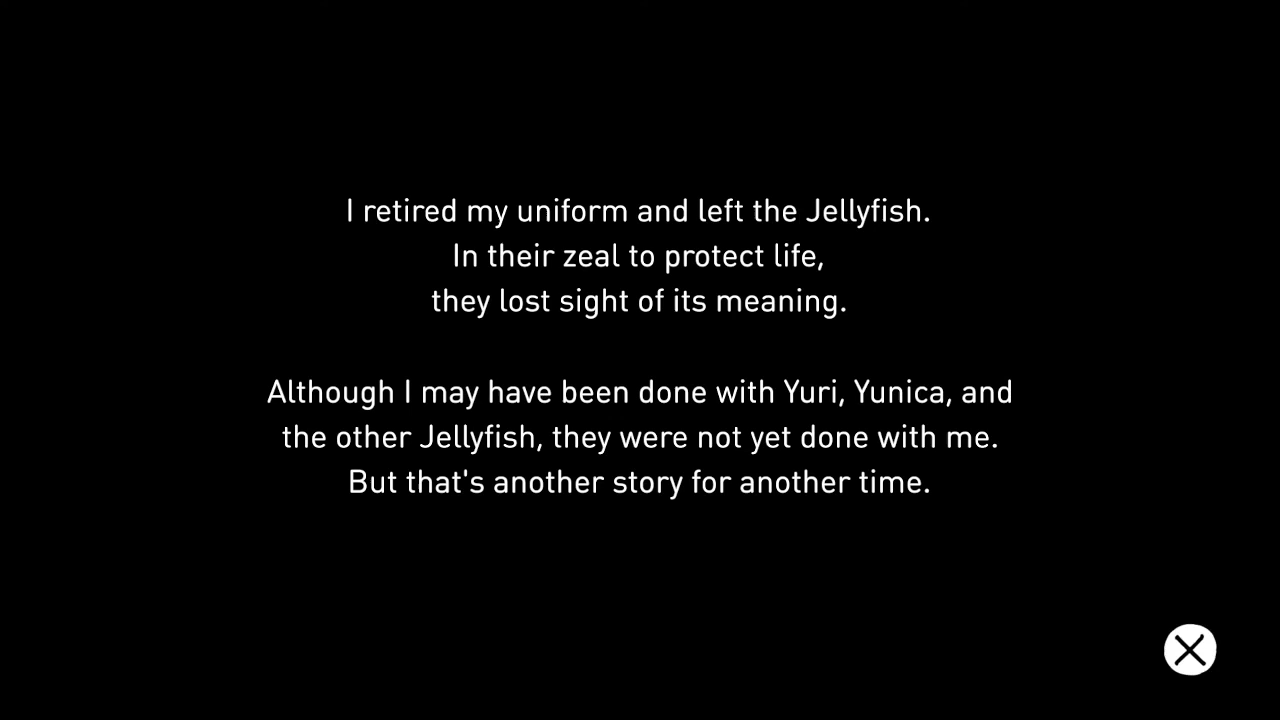 I retired my uniform and left the Jellyfish.
In their zeal to protect life,
they lost sight of its meaning.
Although I may have been done with Yuri, Yunica, and
the other Jellyfish, they were not yet done with me.
But that's another story for another time.